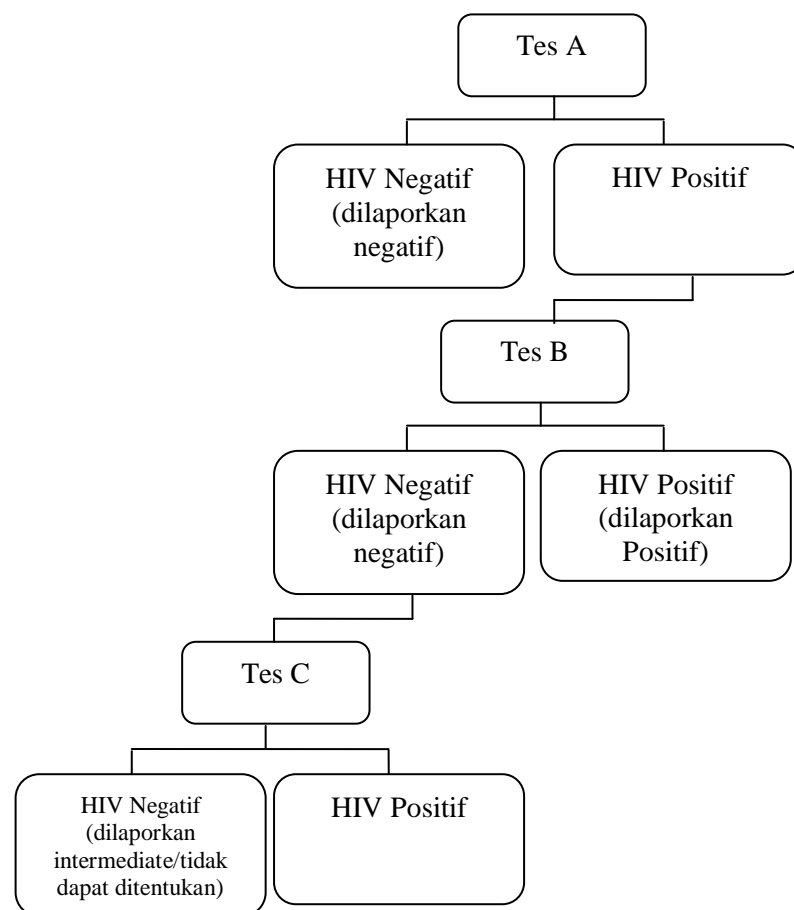 Tes A
HIV Negatif
(dilaporkan
negatif)
HIV Positif
Tes B
HIV Negatif
(dilaporkan
negatif)
HIV Positif
(dilaporkan
Positif)
Tes C
HIV Negatif
(dilaporkan
intermediate/tidak
dapat ditentukan)
HIV Positif